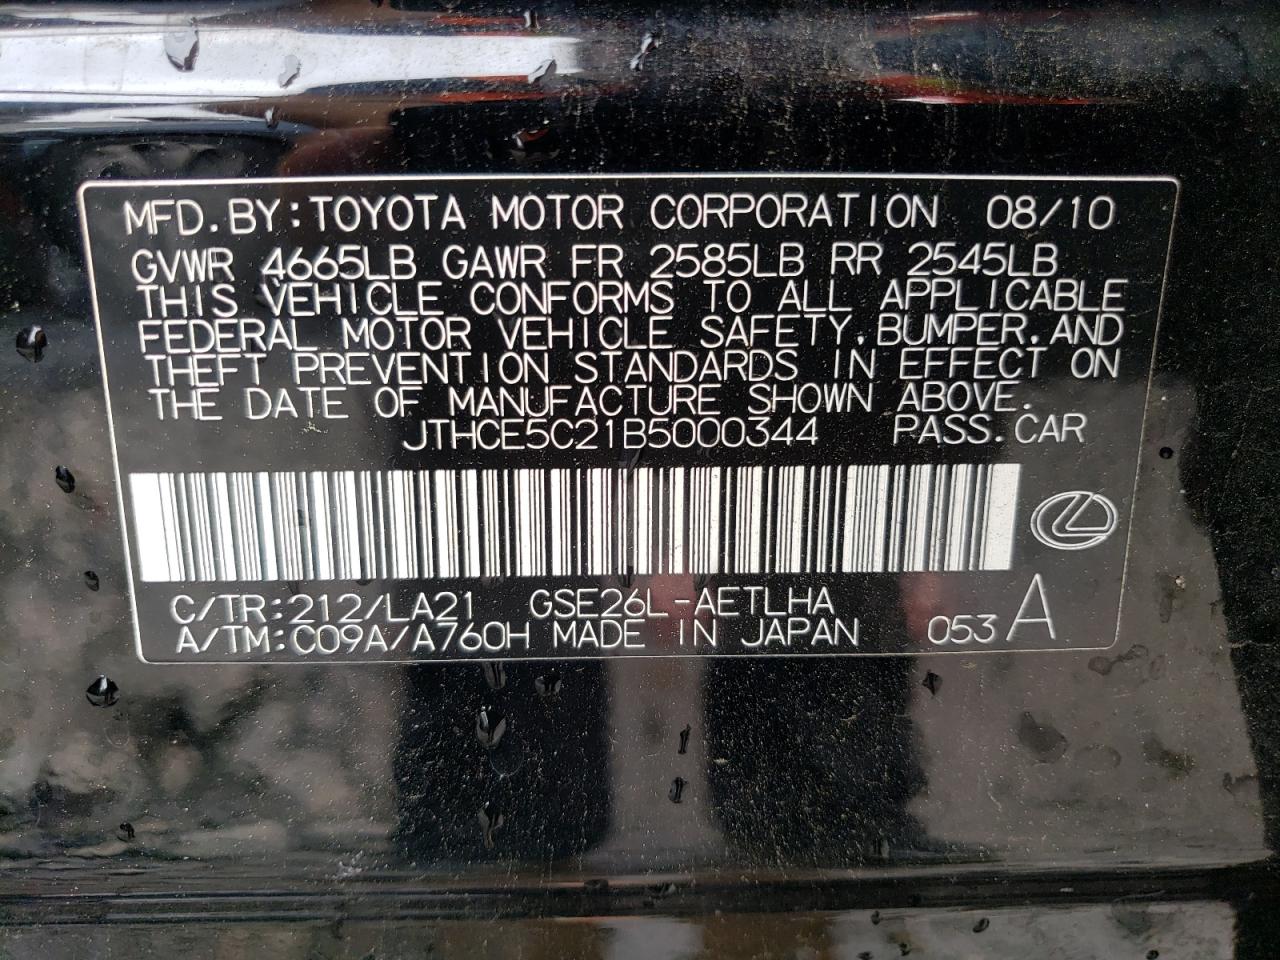 MFD. BY: TOYOTA MOTOR CORPORATION 08/10
GVWR 4665LB GAWR FR 2585LB RR 2545LB
THIS VEHICLE CONFORMS TO ALL APPLICABLE
FEDERAL MOTOR VEHICLE SAFETY, BUMPER, AND
THEFT PREVENTION STANDARDS IN EFFECT ON
THE DATE OF MANUFACTURE SHOWN ABOVE.
JTHCE5C21B5000344 PASS. CAR
C/TR: 212/LA21 GSE26L-AETLHA
A/TM: C09A/A760H MADE IN JAPAN 053 A